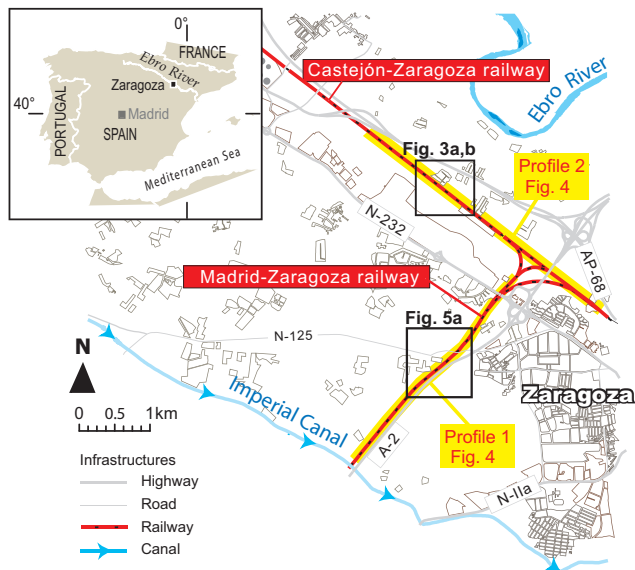 0°
FRANCE
Ebro River
Zaragoza
40°
Madrid
PORTUGAL
SPAIN
Mediterranean Sea
Castejón-Zaragoza railway
Ebro River
Fig. 3a,b
Profile 2
Fig. 4
N-232
AP-68
Madrid-Zaragoza railway
Fig. 5a
N-125
N
Imperial Canal
Zaragoza
0 0.5 1km
A-2
Profile 1
Fig. 4
N-IIa
Infrastructures
Highway
Road
Railway
Canal